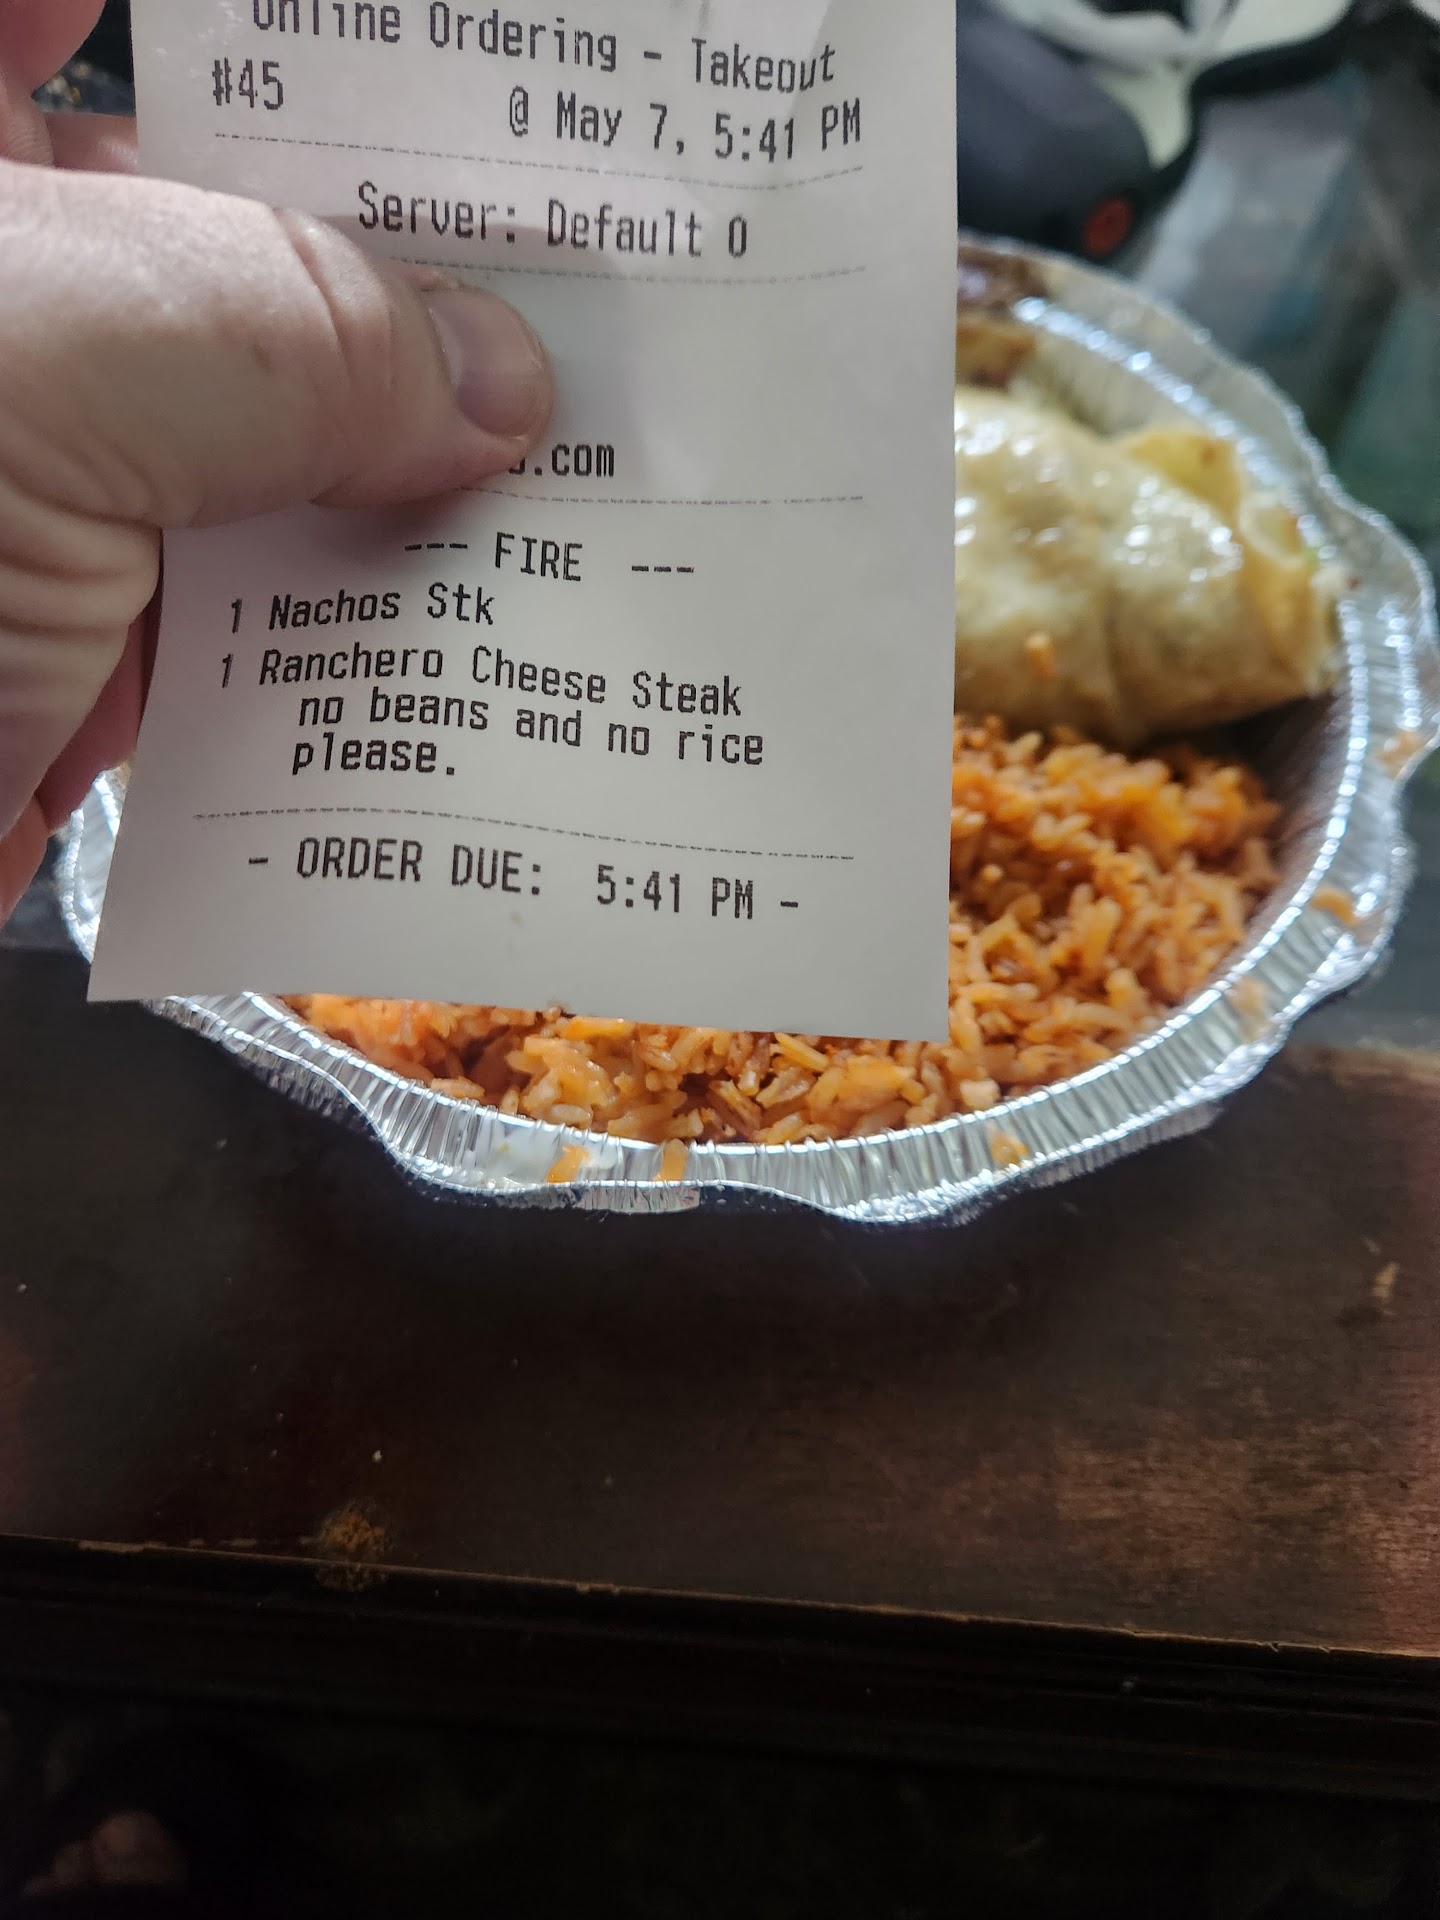 Online Ordering - Takeout
#45 @ May 7, 5:41 PM
Server: Default O
.com
--- FIRE ---
1 Nachos Stk
1 Ranchero Cheese Steak
no beans and no rice
please.
- ORDER DUE: 5:41 PM -